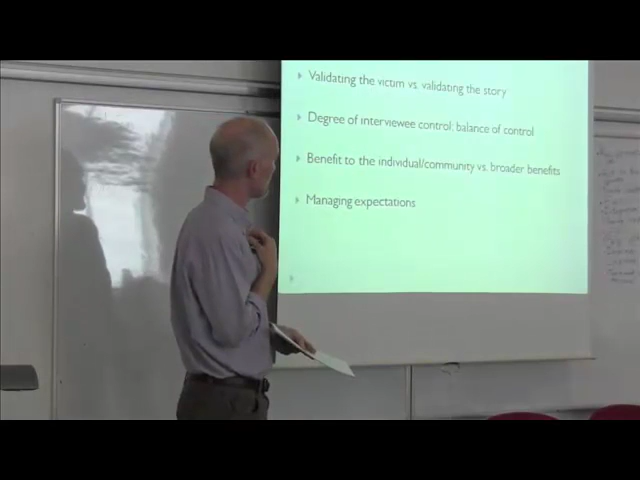 Validating the victim vs. validating the story
Degree of interviewee control; balance of control
Benefit to the individual/community vs. broader benefits
Managing expectations